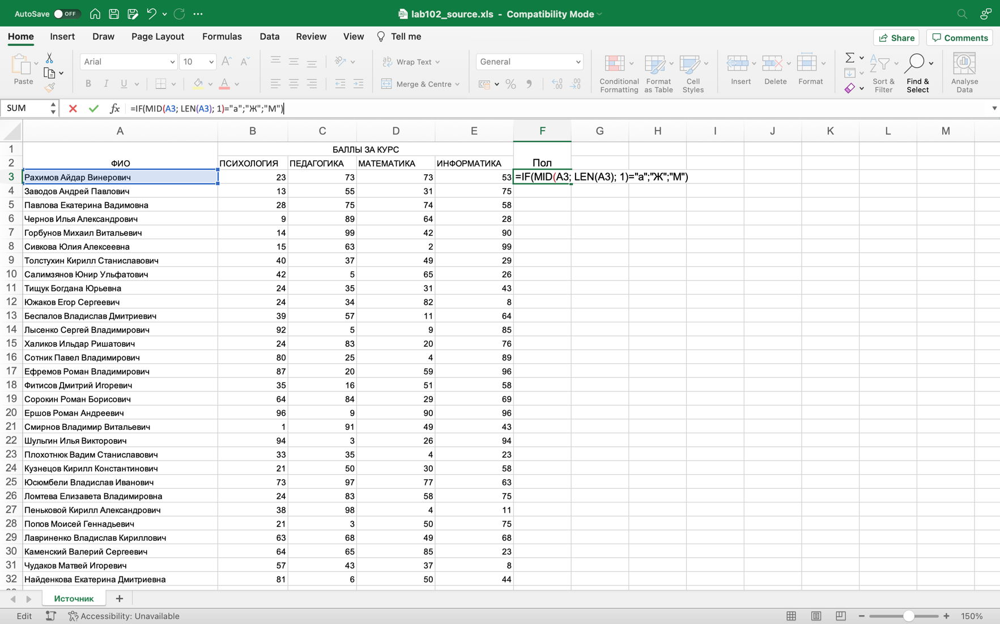 AutoSave OFF
lab102_source.xls - Compatibility Mode
Home Insert Draw Page Layout Formulas Data Review View Tell me Share Comments
Paste Arial 10 Wrap Text General
B I U Merge & Centre
Conditional Formatting Format as Table Cell Styles Insert Delete Format Sort & Filter Find & Select Analyse Data
SUM fx =IF(MID(A3; LEN(A3); 1)="а";"Ж";"М")
A B C D E F G H I J K L M
1 БАЛЛЫ ЗА КУРС
2 ФИО ПСИХОЛОГИЯ ПЕДАГОГИКА МАТЕМАТИКА ИНФОРМАТИКА Пол
3 Рахимов Айдар Винерович 23 73 73 53 =IF(MID(A3; LEN(A3); 1)="а";"Ж";"М")
4 Заводов Андрей Павлович 13 55 31 75
5 Павлова Екатерина Вадимовна 28 75 74 58
6 Чернов Илья Александрович 9 89 64 28
7 Горбунов Михаил Витальевич 14 99 42 90
8 Сивкова Юлия Алексеевна 15 63 2 99
9 Толстухин Кирилл Станиславович 40 37 49 29
10 Салимзянов Юнир Ульфатович 42 5 65 26
11 Тищук Богдана Юрьевна 24 35 31 43
12 Южаков Егор Сергеевич 24 34 82 8
13 Беспалов Владислав Дмитриевич 39 57 11 64
14 Лысенко Сергей Владимирович 92 5 9 85
15 Халиков Ильдар Ришатович 24 83 20 76
16 Сотник Павел Владимирович 80 25 4 89
17 Ефремов Роман Владимирович 87 20 59 96
18 Фитисов Дмитрий Игоревич 35 16 51 58
19 Сорокин Роман Борисович 64 84 29 69
20 Ершов Роман Андреевич 96 9 90 96
21 Смирнов Владимир Витальевич 1 91 49 43
22 Шульгин Илья Викторович 94 3 26 94
23 Плохотнюк Вадим Станиславович 33 35 4 23
24 Кузнецов Кирилл Константинович 21 50 30 58
25 Юсюмбели Владислав Иванович 73 97 77 63
26 Ломтева Елизавета Владимировна 24 83 58 75
27 Пеньковой Кирилл Александрович 38 98 4 11
28 Попов Моисей Геннадьевич 21 3 50 75
29 Лавриненко Владислав Кириллович 63 68 49 68
30 Каменский Валерий Сергеевич 64 65 85 23
31 Чудаков Матвей Игоревич 57 43 37 8
32 Найденкова Екатерина Дмитриевна 81 6 50 44
Источник +
Edit Accessibility: Unavailable 150%